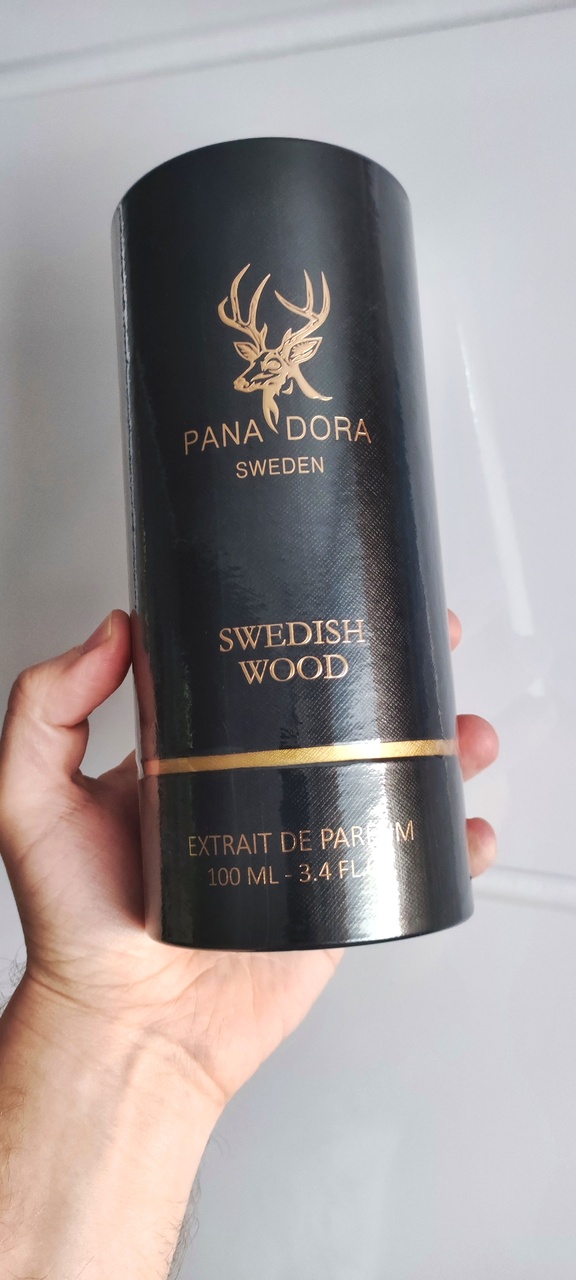 PANA DORA
SWEDEN
SWEDISH
WOOD
EXTRAIT DE PARFUM
100 ML - 3.4 FL.